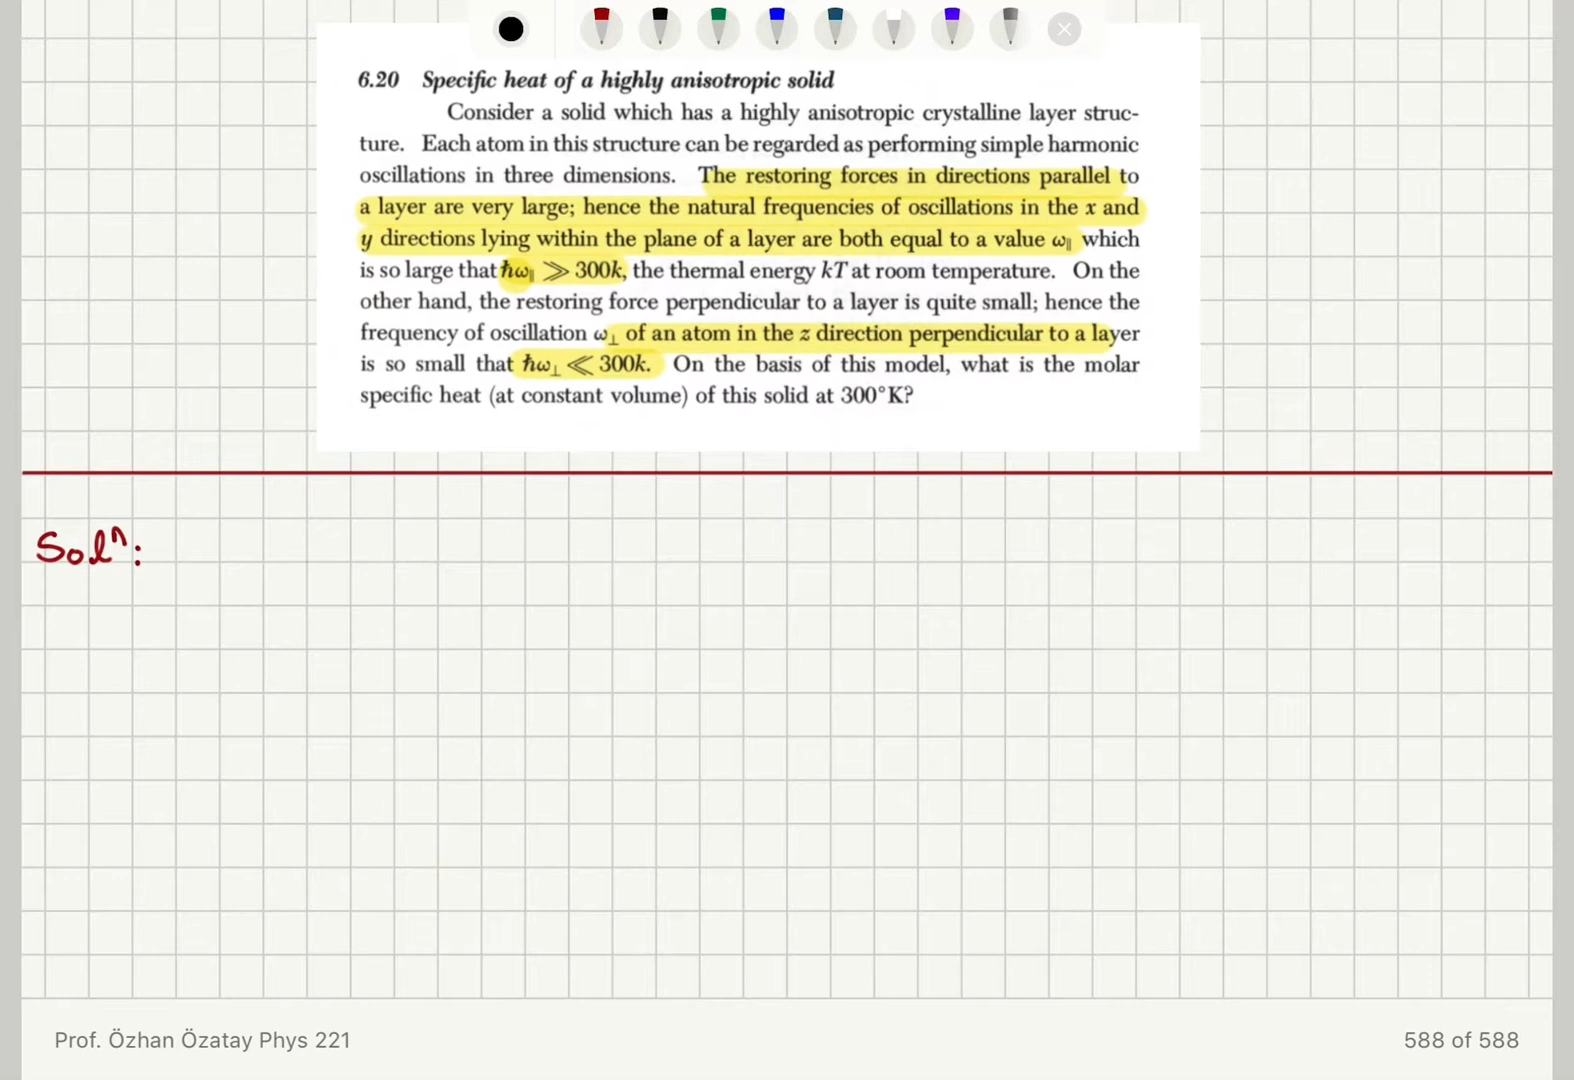 6.20 Specific heat of a highly anisotropic solid
Consider a solid which has a highly anisotropic crystalline layer struc-
ture. Each atom in this structure can be regarded as performing simple harmonic
oscillations in three dimensions. The restoring forces in directions parallel to
a layer are very large; hence the natural frequencies of oscillations in the x and
y directions lying within the plane of a layer are both equal to a value ω∥ which
is so large that ℏω∥ ≫ 300k, the thermal energy kT at room temperature. On the
other hand, the restoring force perpendicular to a layer is quite small; hence the
frequency of oscillation ω⊥ of an atom in the z direction perpendicular to a layer
is so small that ℏω⊥ ≪ 300k. On the basis of this model, what is the molar
specific heat (at constant volume) of this solid at 300°K?
Solⁿ:
Prof. Özhan Özatay Phys 221
588 of 588